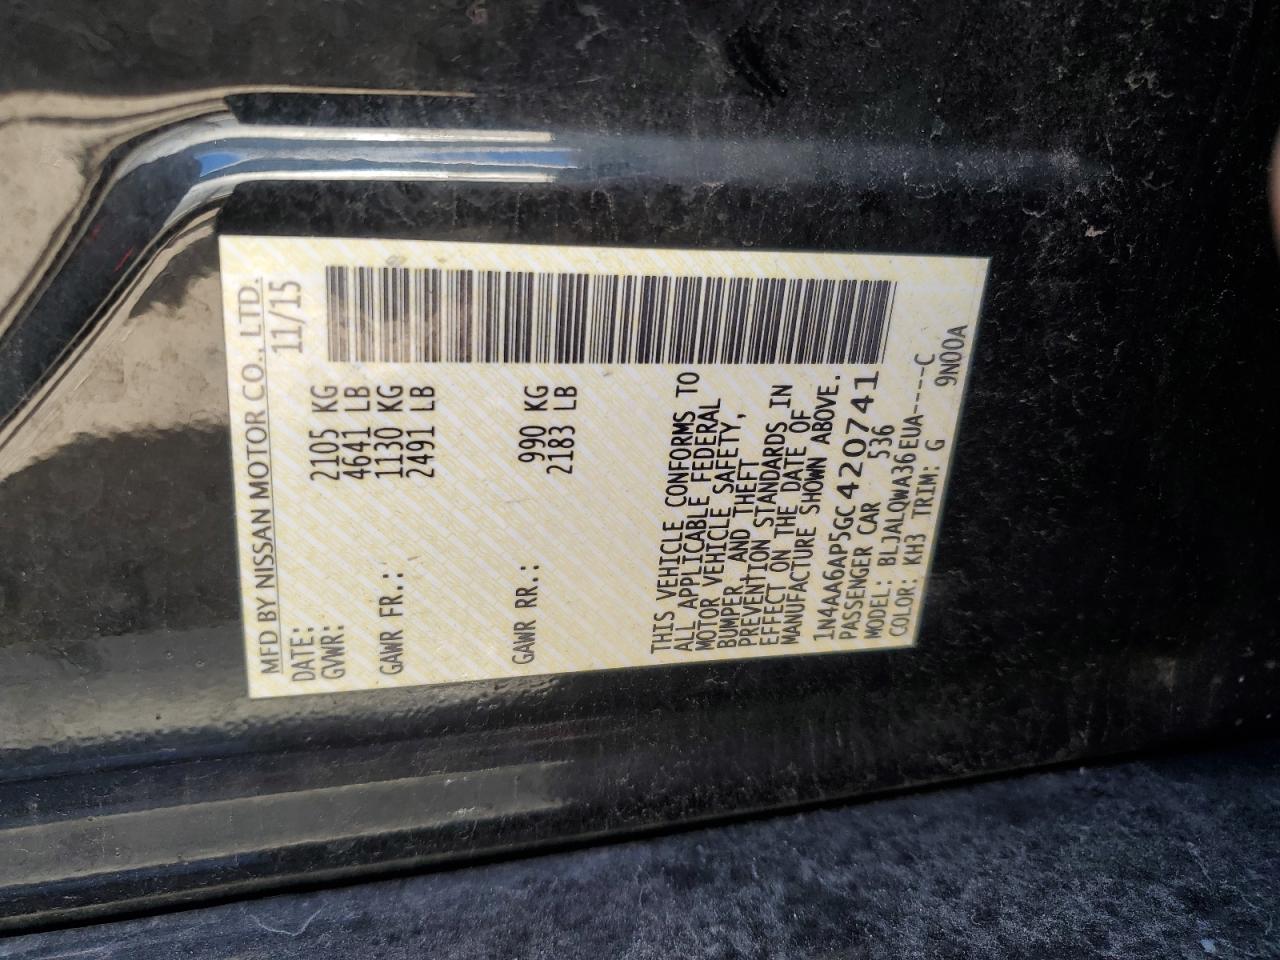 MFD BY NISSAN MOTOR CO., LTD.
DATE: 11/15
GVWR: 2105 KG
4641 LB
GAWR FR.: 1130 KG
2491 LB
GAWR RR.: 990 KG
2183 LB
THIS VEHICLE CONFORMS TO
ALL APPLICABLE FEDERAL
MOTOR VEHICLE SAFETY,
BUMPER, AND THEFT
PREVENTION STANDARDS IN
EFFECT ON THE DATE OF
MANUFACTURE SHOWN ABOVE.
1N4AA6AP5GC420741
PASSENGER CAR 536
MODEL: BLJALQWA36EUA----C
COLOR: KH3 TRIM: G 9N00A